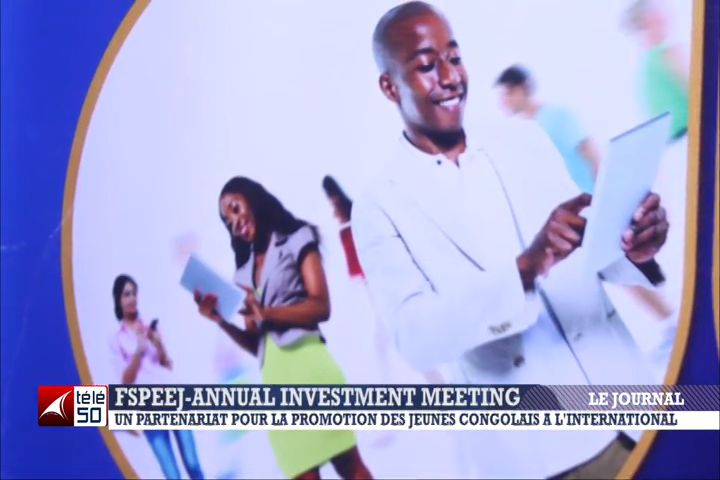 FSPEEJ-ANNUAL INVESTMENT MEETING
LE JOURNAL
télé
50
UN PARTENARIAT POUR LA PROMOTION DES JEUNES CONGOLAIS A L'INTERNATIONAL